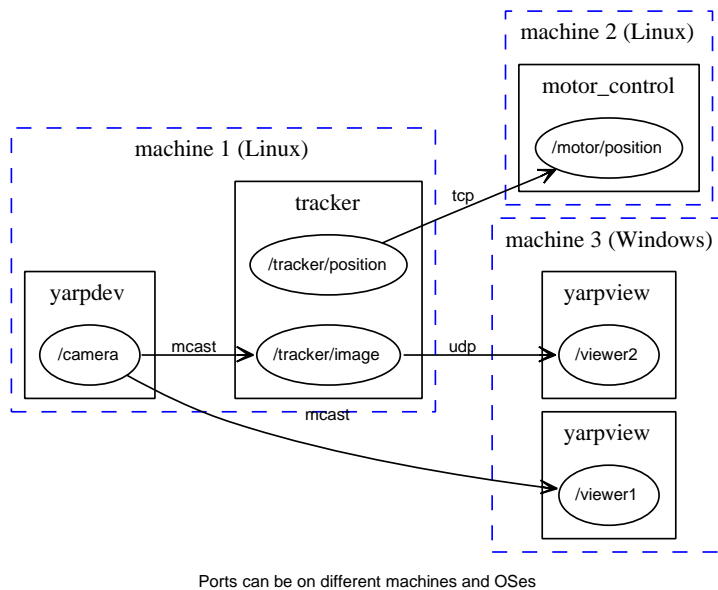 machine 2 (Linux)
motor_control
/motor/position
machine 1 (Linux)
tcp
tracker
/tracker/position
machine 3 (Windows)
yarpdev
/camera
mcast
/tracker/image
udp
yarpview
/viewer2
mcast
yarpview
/viewer1
Ports can be on different machines and OSes